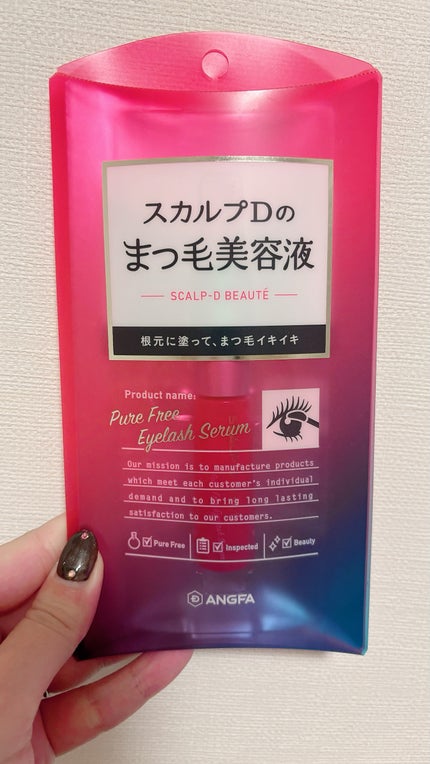 スカルプDの
まつ毛美容液
SCALP-D BEAUTÉ
根元に塗って、まつ毛イキイキ
Product name:
Pure Free
Eyelash Serum
Our mission is to manufacture products
which meet each customer's individual
demand and to bring long lasting
satisfaction to our customers.
Pure Free Inspected Beauty
ANGFA